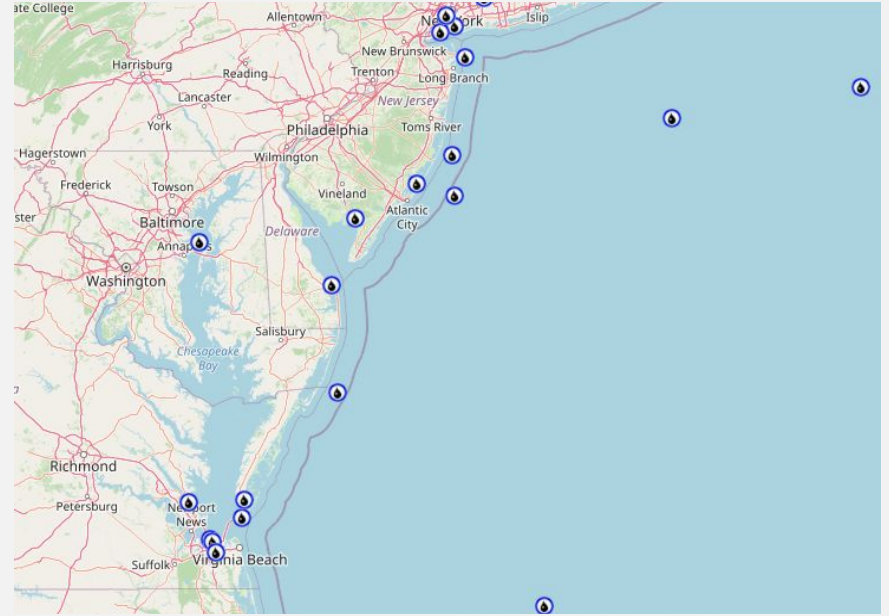 ate College
Allentown
New York
Islip
New Brunswick
Harrisburg
Reading
Trenton
Long Branch
Lancaster
New Jersey
York
Philadelphia
Toms River
Hagerstown
Wilmington
Frederick
Towson
Vineland
ster
Baltimore
Atlantic
City
Delaware
Annapolis
Washington
Salisbury
Chesapeake
Bay
a
Richmond
Petersburg
Newport
News
Virginia Beach
Suffolk